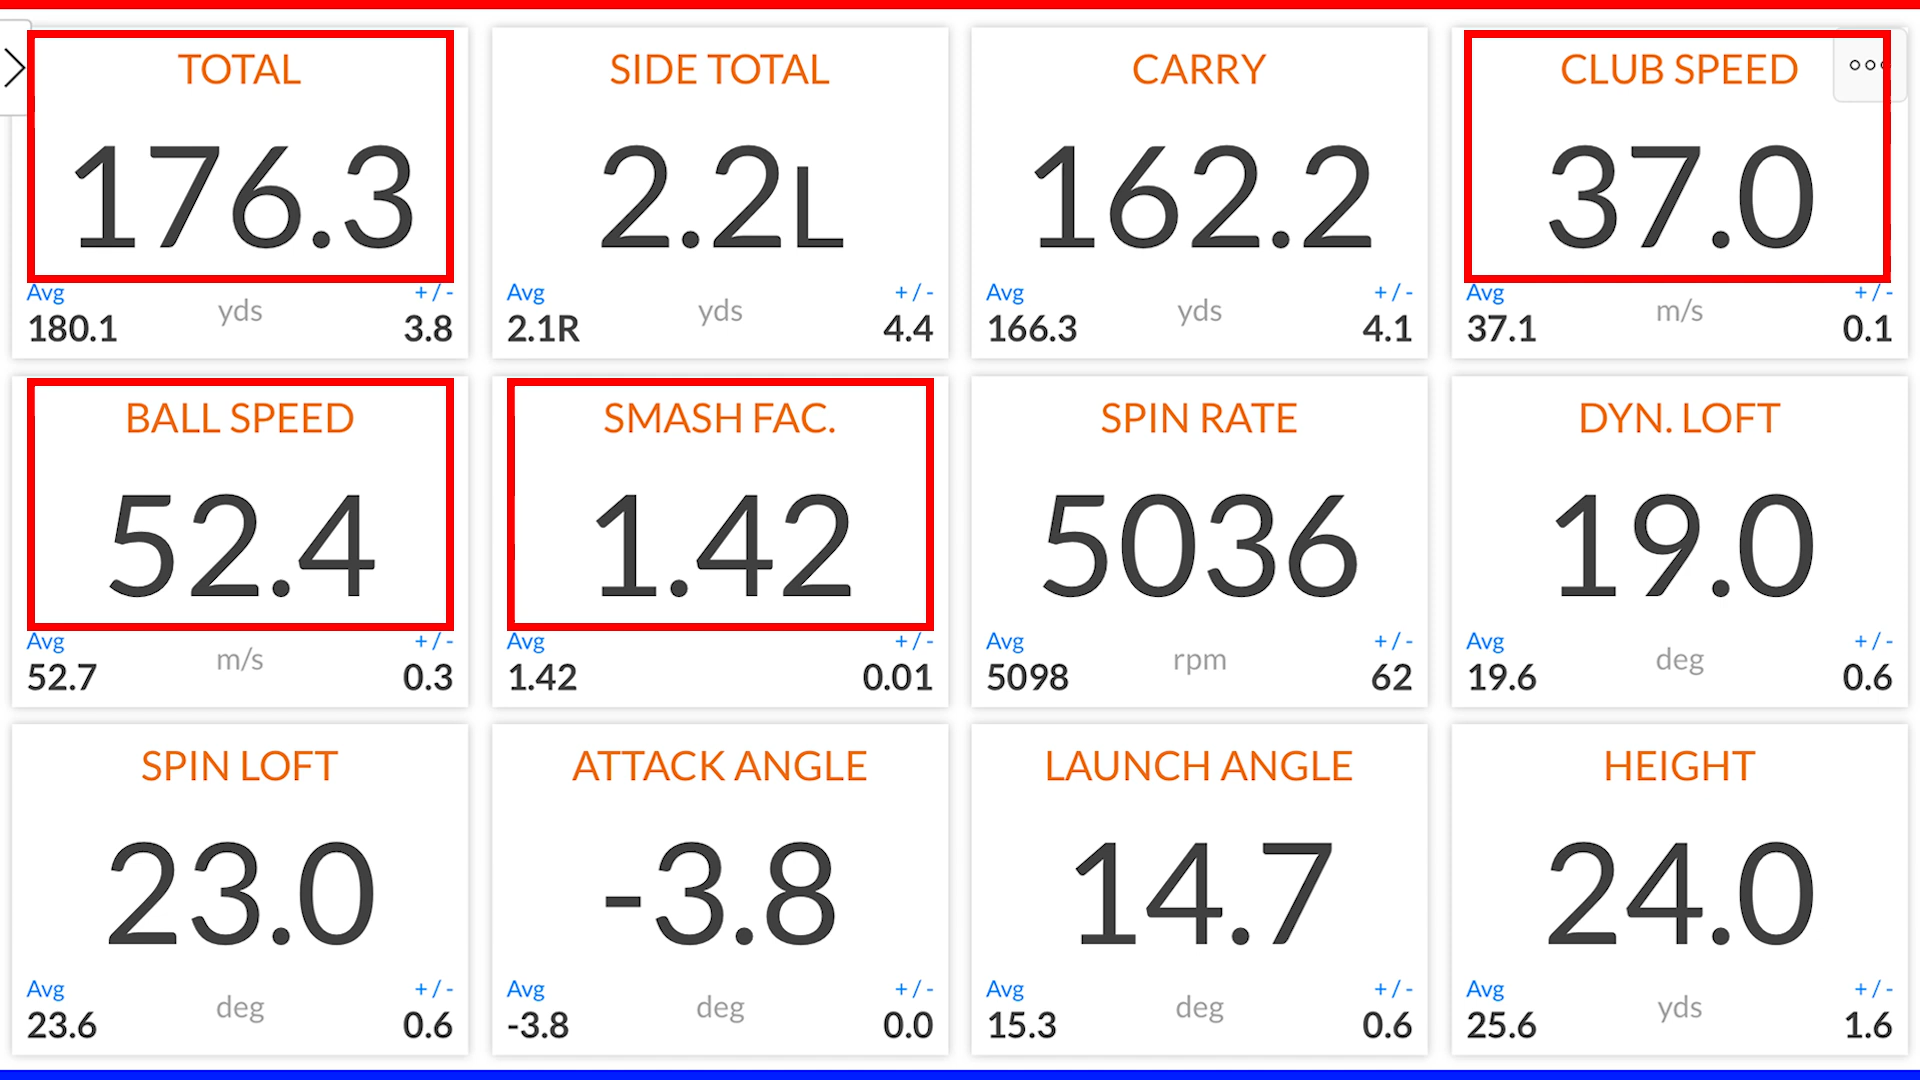 TOTAL
176.3
Avg
180.1
yds
+ / -
3.8
SIDE TOTAL
2.2L
Avg
2.1R
yds
+ / -
4.4
CARRY
162.2
Avg
166.3
yds
+ / -
4.1
CLUB SPEED
37.0
Avg
37.1
m/s
+ / -
0.1
BALL SPEED
52.4
Avg
52.7
m/s
+ / -
0.3
SMASH FAC.
1.42
Avg
1.42
+ / -
0.01
SPIN RATE
5036
Avg
5098
rpm
+ / -
62
DYN. LOFT
19.0
Avg
19.6
deg
+ / -
0.6
SPIN LOFT
23.0
Avg
23.6
deg
+ / -
0.6
ATTACK ANGLE
-3.8
Avg
-3.8
deg
+ / -
0.0
LAUNCH ANGLE
14.7
Avg
15.3
deg
+ / -
0.6
HEIGHT
24.0
Avg
25.6
yds
+ / -
1.6